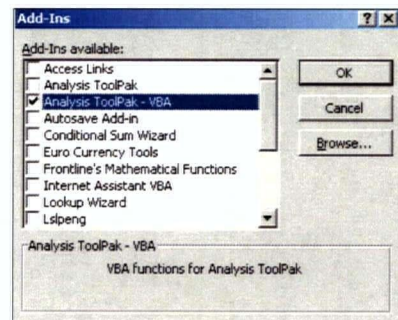 Add-Ins
Add-Ins available:
Access Links
Analysis ToolPak
Analysis ToolPak - VBA
Autosave Add-in
Conditional Sum Wizard
Euro Currency Tools
Frontline's Mathematical Functions
Internet Assistant VBA
Lookup Wizard
Lslpeng
OK
Cancel
Browse...
Analysis ToolPak - VBA
VBA functions for Analysis ToolPak